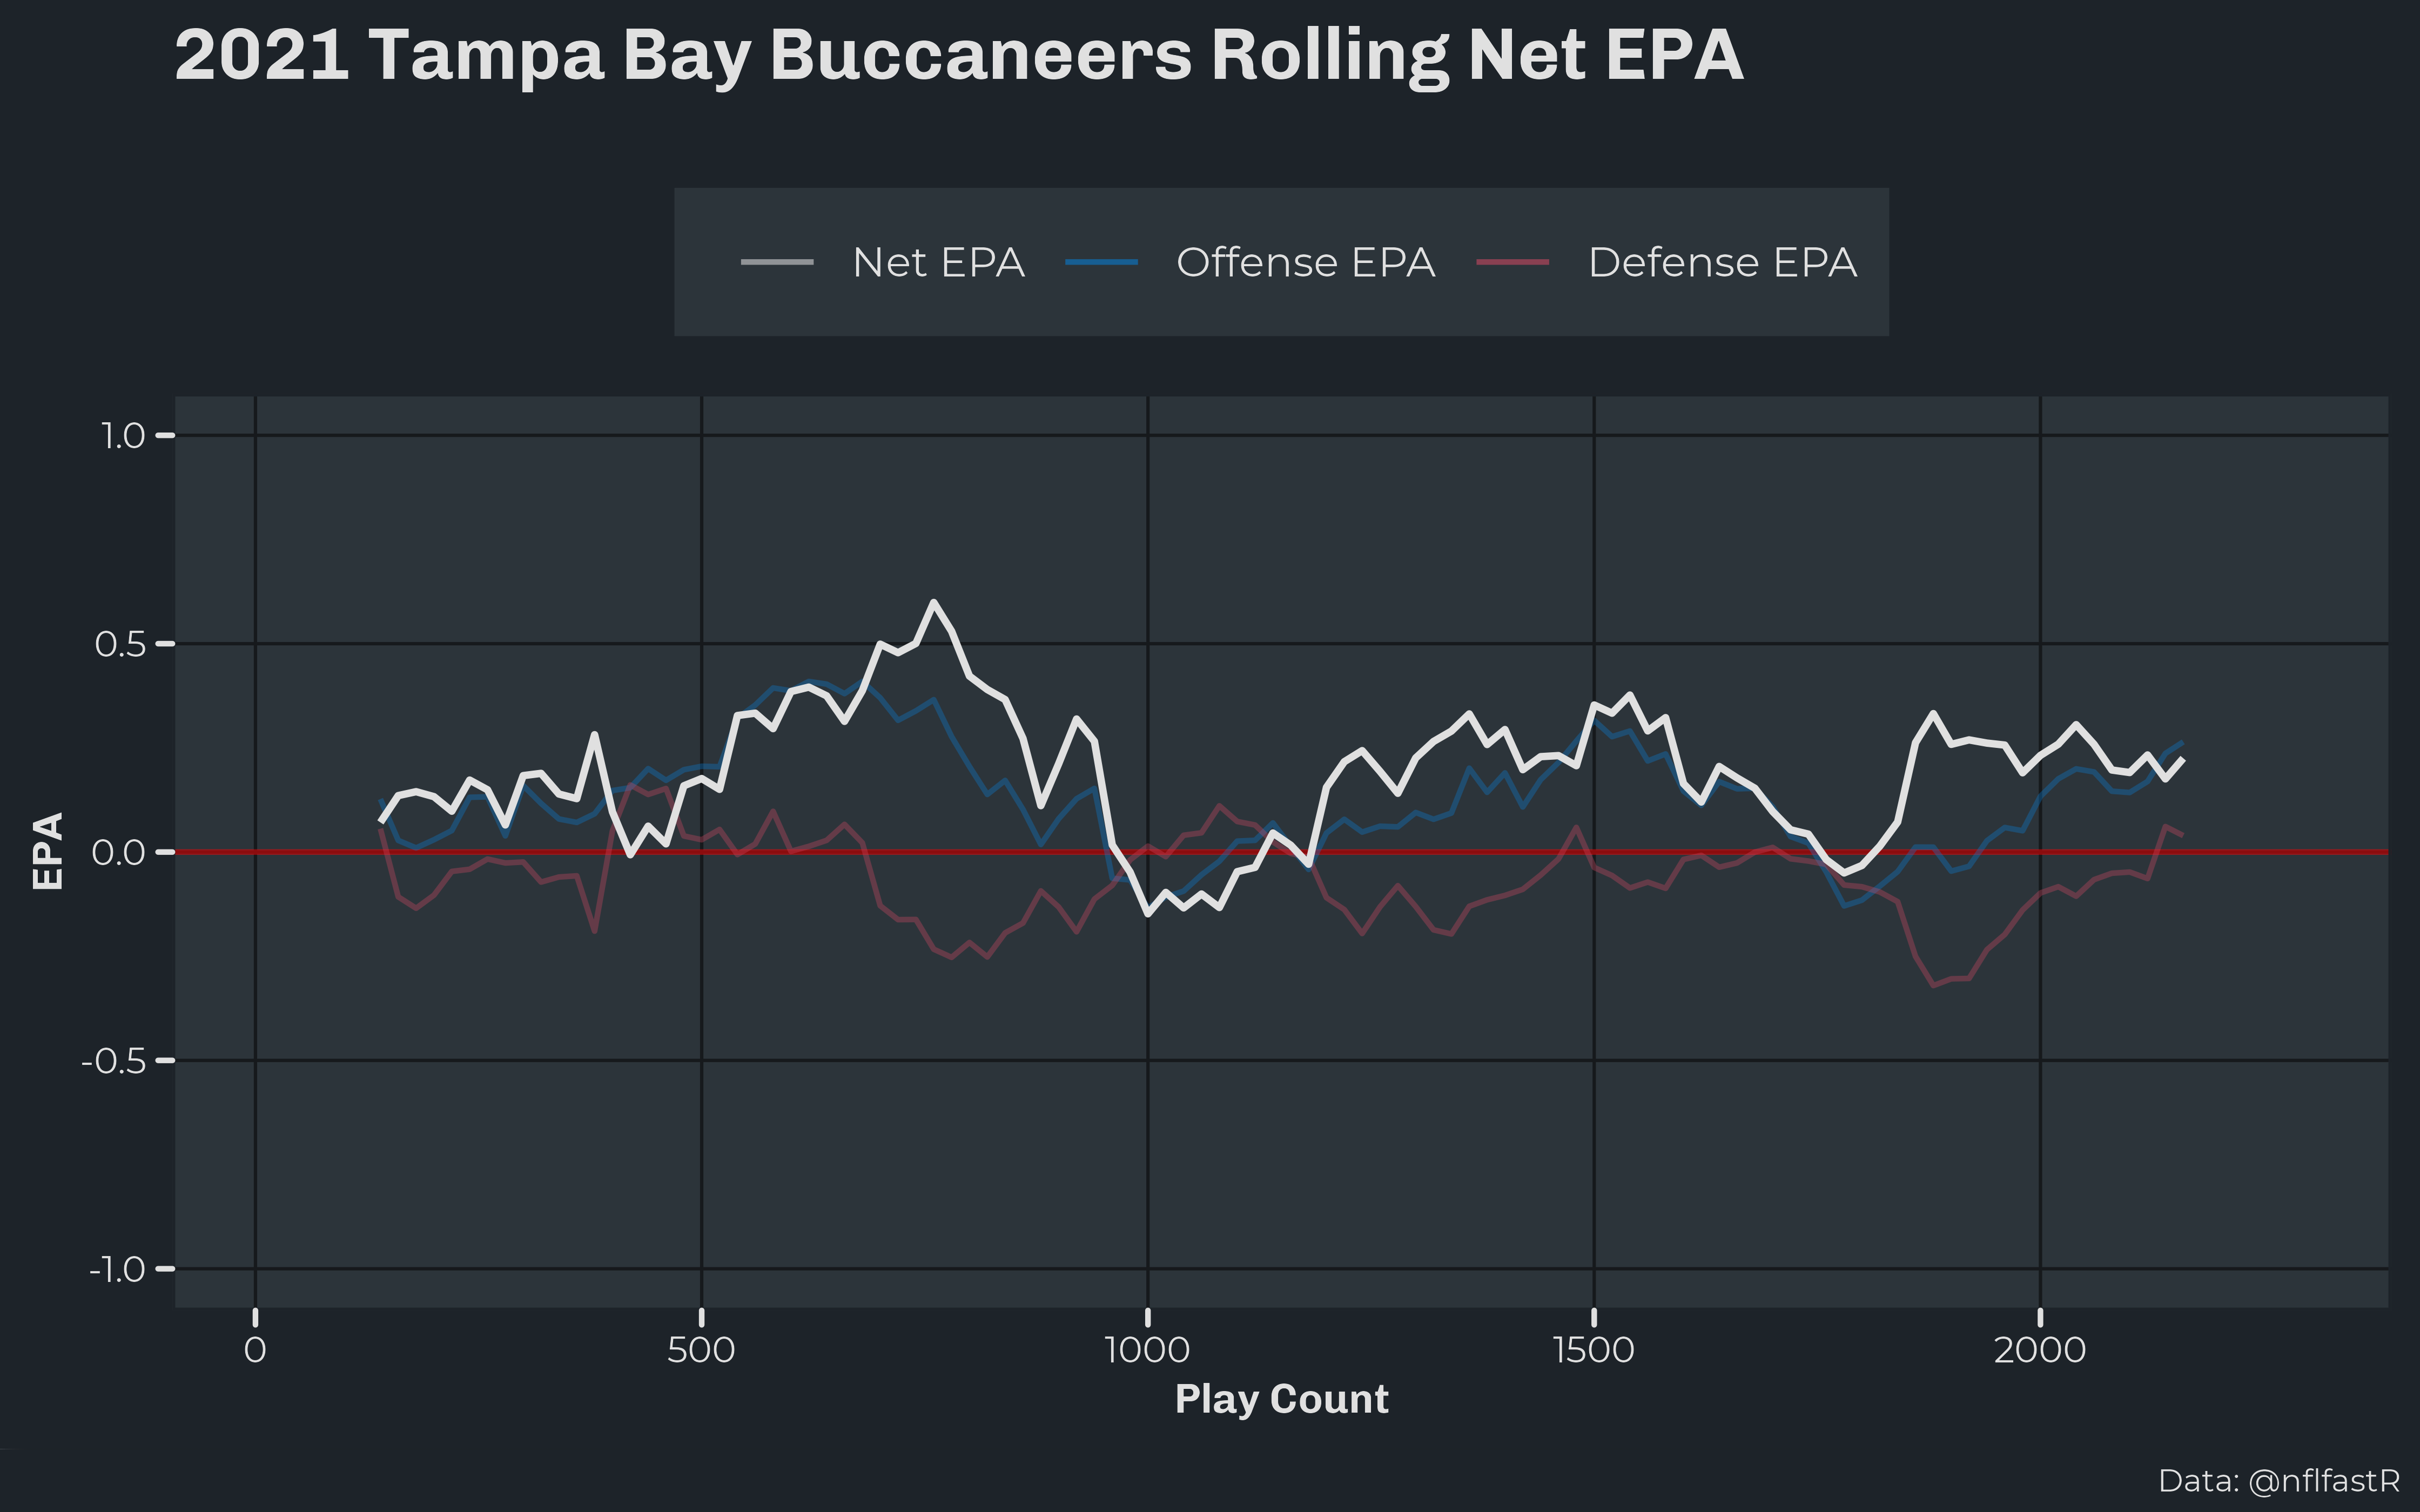 2021 Tampa Bay Buccaneers Rolling Net EPA
Net EPA Offense EPA Defense EPA
1.0
0.5
0.0
-0.5
-1.0
EPA
0 500 1000 1500 2000
Play Count
Data: @nflfastR